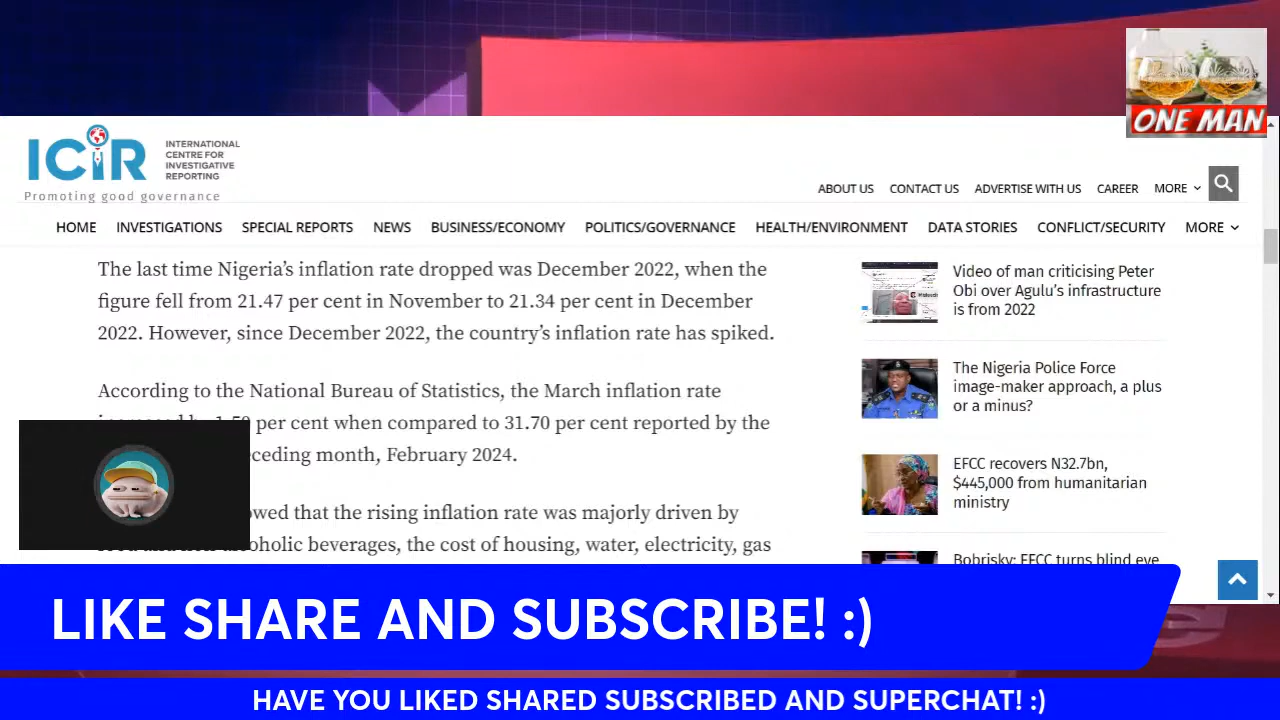 ONE MAN
ICIR
INTERNATIONAL
CENTRE FOR
INVESTIGATIVE
REPORTING
Promoting good governance
ABOUT US CONTACT US ADVERTISE WITH US CAREER MORE
HOME INVESTIGATIONS SPECIAL REPORTS NEWS BUSINESS/ECONOMY POLITICS/GOVERNANCE HEALTH/ENVIRONMENT DATA STORIES CONFLICT/SECURITY MORE
The last time Nigeria’s inflation rate dropped was December 2022, when the
figure fell from 21.47 per cent in November to 21.34 per cent in December
2022. However, since December 2022, the country’s inflation rate has spiked.
According to the National Bureau of Statistics, the March inflation rate
per cent when compared to 31.70 per cent reported by the
month, February 2024.
that the rising inflation rate was majorly driven by
beverages, the cost of housing, water, electricity, gas
Video of man criticising Peter
Obi over Agulu’s infrastructure
is from 2022
The Nigeria Police Force
image-maker approach, a plus
or a minus?
EFCC recovers N32.7bn,
$445,000 from humanitarian
ministry
Bobrisky: EFCC turns blind eye
LIKE SHARE AND SUBSCRIBE! :)
HAVE YOU LIKED SHARED SUBSCRIBED AND SUPERCHAT! :)